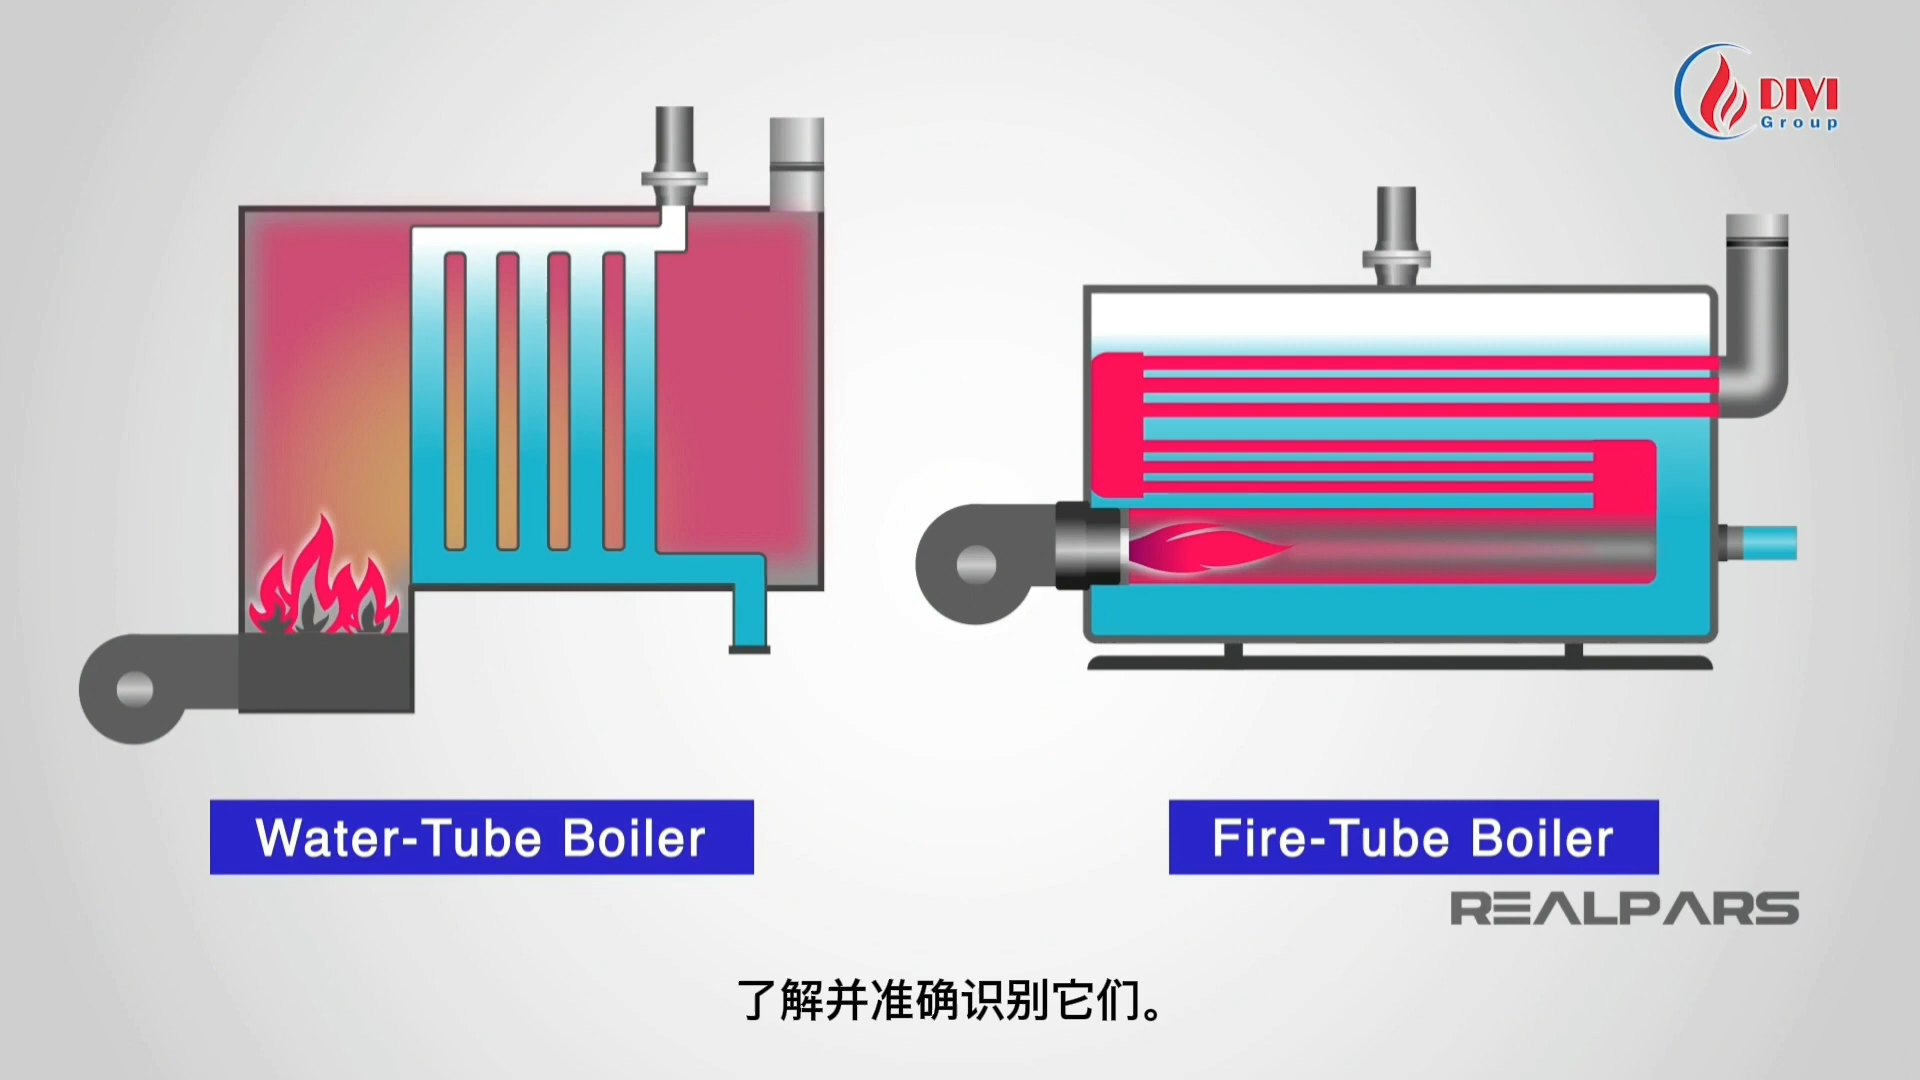 DIVI
Group
Water-Tube Boiler
Fire-Tube Boiler
REALPARS
了解并准确识别它们。